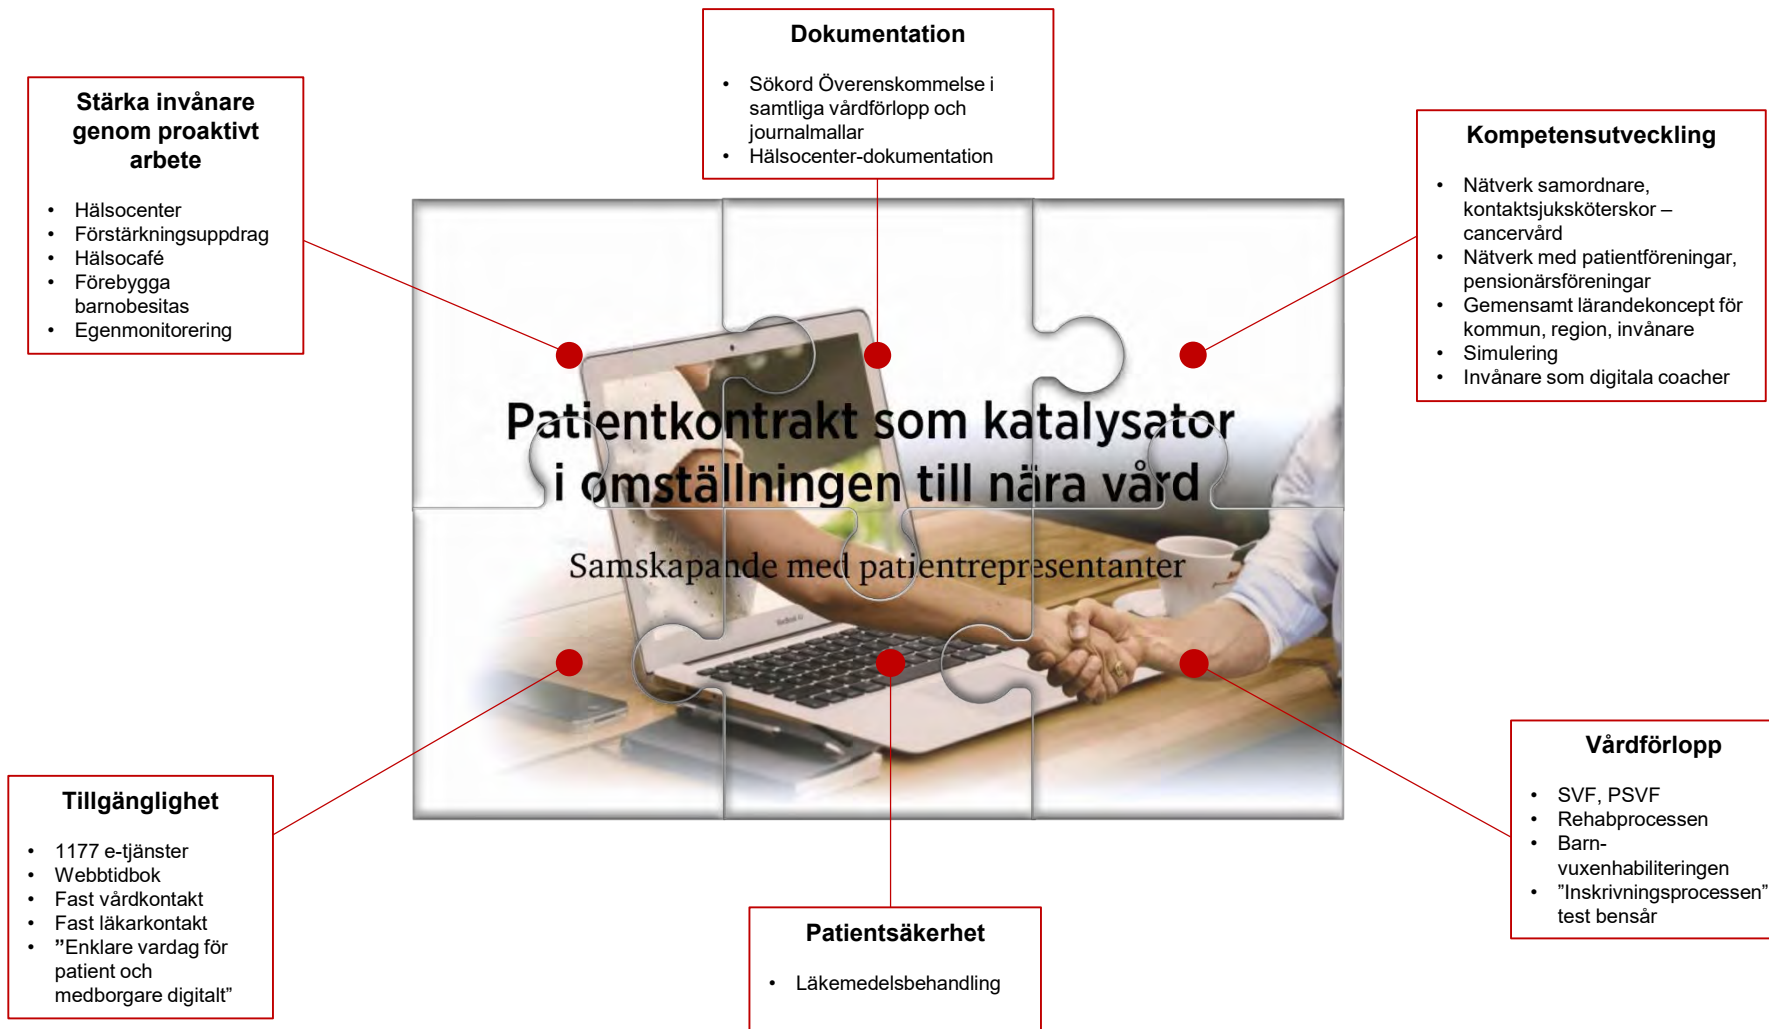 Dokumentation
• Sökord Överenskommelse i
samtliga vårdförlopp och
journalmallar
• Hälsocenter-dokumentation
Stärka invånare
genom proaktivt
arbete
• Hälsocenter
• Förstärkningsuppdrag
• Hälsocafé
• Förebygga
barnobesitas
• Egenmonitorering
Kompetensutveckling
• Nätverk samordnare,
kontaktsjuksköterskor –
cancervård
• Nätverk med patientföreningar,
pensionärsföreningar
• Gemensamt lärandekoncept för
kommun, region, invånare
• Simulering
• Invånare som digitala coacher
Patientkontrakt som katalysator
i omställningen till nära vård
Samskapande med patientrepresentanter
Tillgänglighet
• 1177 e-tjänster
• Webbtidbok
• Fast vårdkontakt
• Fast läkarkontakt
• ”Enklare vardag för
patient och
medborgare digitalt”
Patientsäkerhet
• Läkemedelsbehandling
Vårdförlopp
• SVF, PSVF
• Rehabprocessen
• Barn-
vuxenhabiliteringen
• ”Inskrivningsprocessen”
test bensår